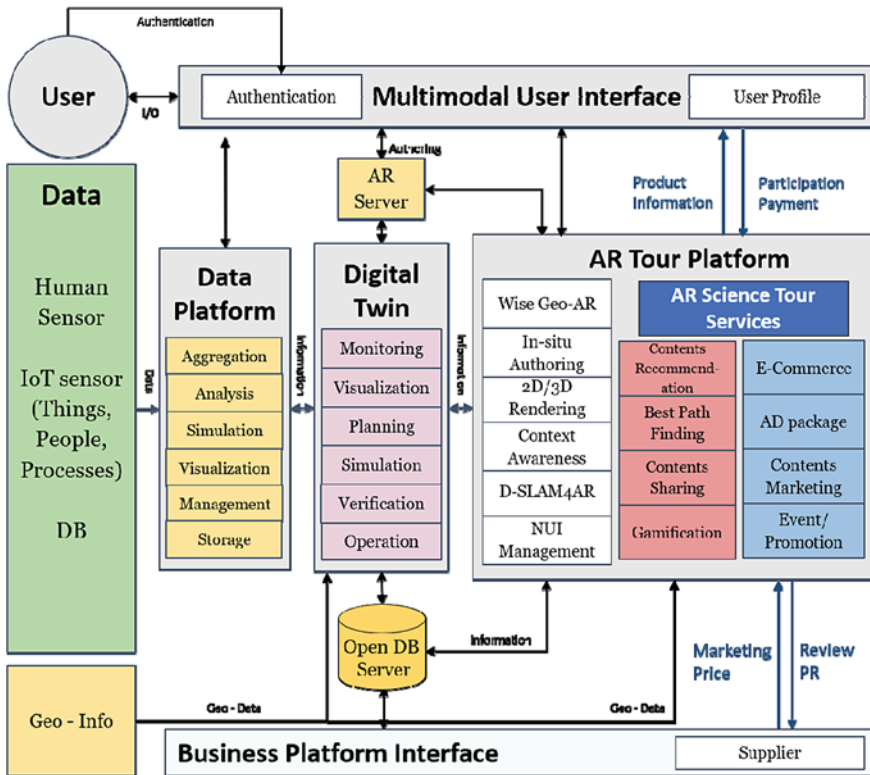 Authentication
User
I/O
Authentication
Multimodal User Interface
User Profile
Authoring
AR
Server
Product
Information
Participation
Payment
Data
Human
Sensor
IoT sensor
(Things,
People,
Processes)
DB
Data
Data
Platform
Aggregation
Analysis
Simulation
Visualization
Management
Storage
Information
Digital
Twin
Monitoring
Visualization
Planning
Simulation
Verification
Operation
Information
AR Tour Platform
Wise Geo-AR
In-situ
Authoring
2D/3D
Rendering
Context
Awareness
D-SLAM4AR
NUI
Management
AR Science Tour
Services
Contents
Recommend-
ation
Best Path
Finding
Contents
Sharing
Gamification
E-Commerce
AD package
Contents
Marketing
Event/
Promotion
Open DB
Server
Information
Marketing
Price
Review
PR
Geo - Info
Geo - Data
Geo - Data
Business Platform Interface
Supplier